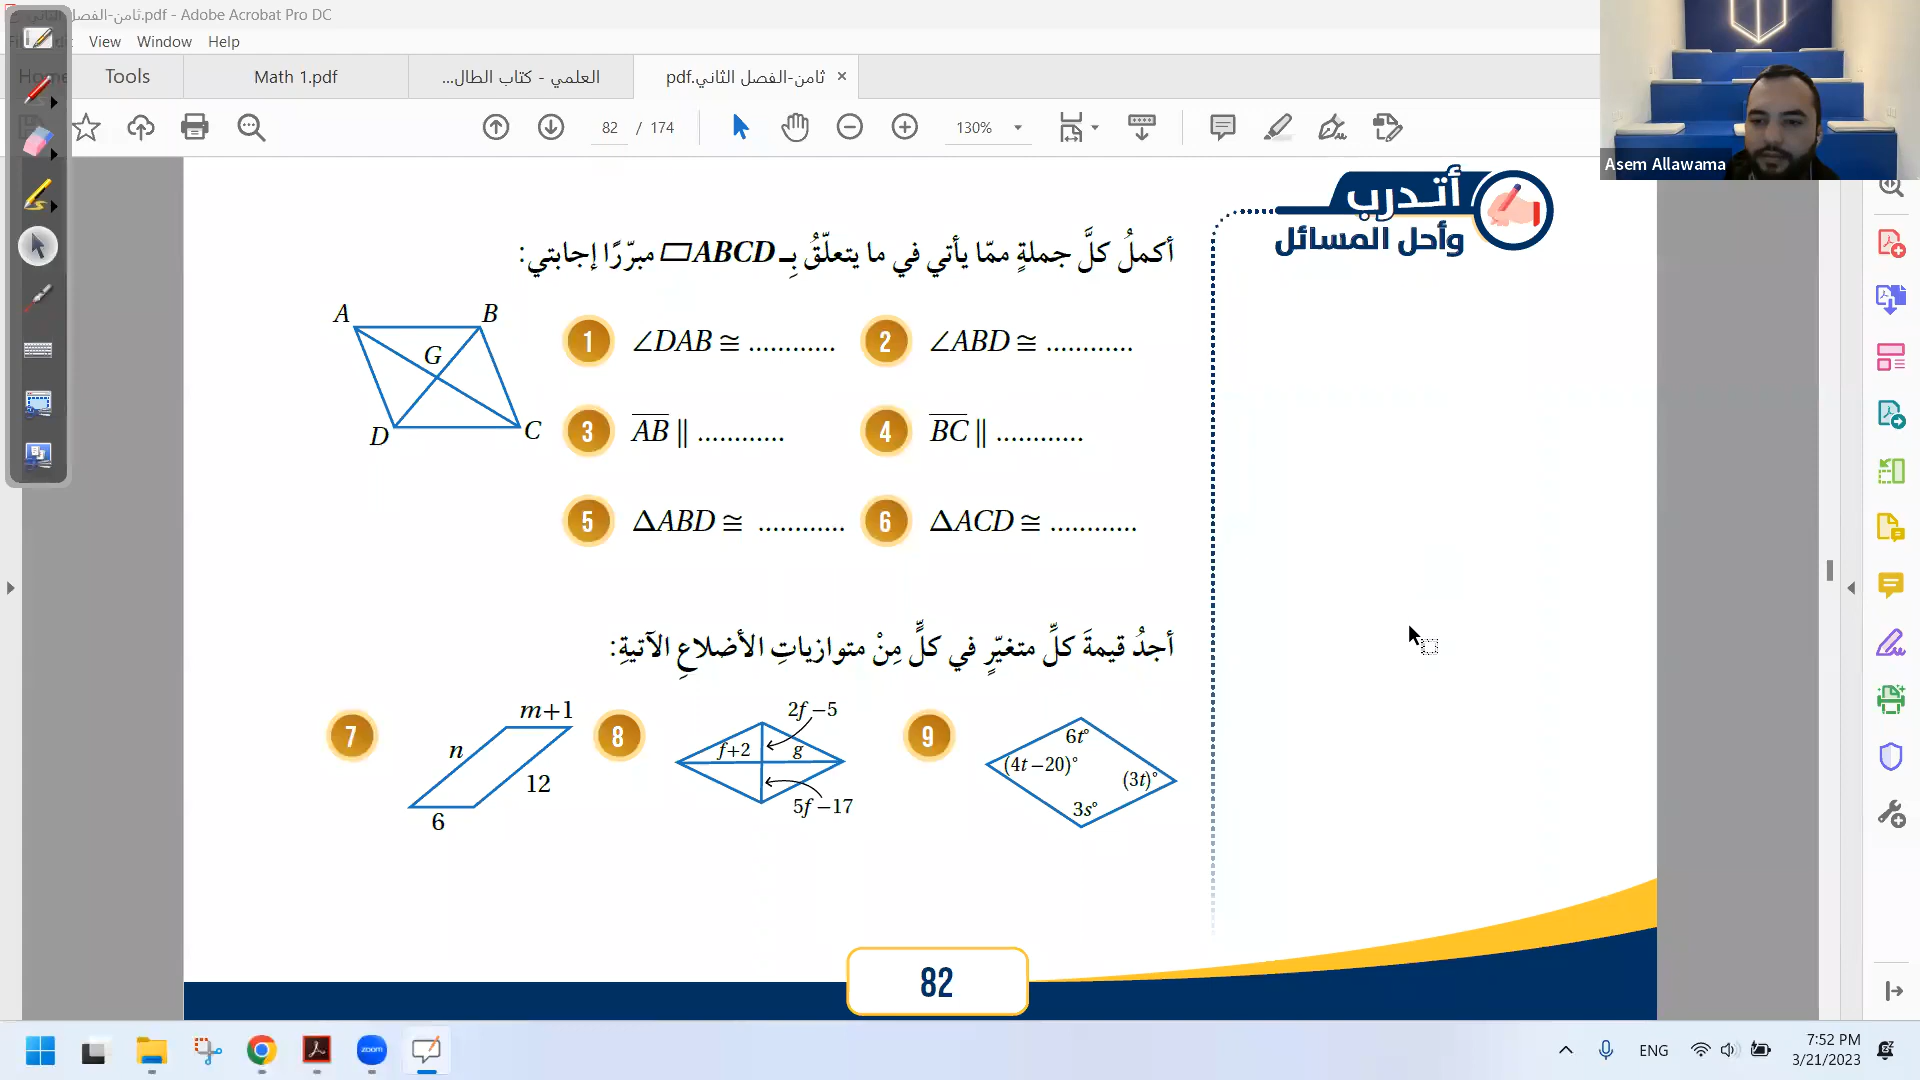 ثامن-الفصل الثاني.pdf - Adobe Acrobat Pro DC
View Window Help
Home Tools Math 1.pdf العلمي - كتاب الطال... ثامن-الفصل الثاني.pdf ×
82 / 174 130%
Asem Allawama
أتدرب
وأحل المسائل
أكملُ كلَّ جملةٍ ممّا يأتي في ما يتعلّقُ بِـ ▱ABCD مبرّرًا إجابتي:
A B
G
D C
1 ∠DAB ≅ ............ 2 ∠ABD ≅ ............
3 AB || ............ 4 BC || ............
5 ΔABD ≅ ............ 6 ΔACD ≅ ............
أجدُ قيمةَ كلِّ متغيّرٍ في كلٍّ مِنْ متوازياتِ الأضلاعِ الآتيةِ:
7 m+1
n
12
6
8 2f–5
f+2 g
5f–17
9 6t°
(4t–20)° (3t)°
3s°
82
zoom
ENG 7:52 PM
3/21/2023